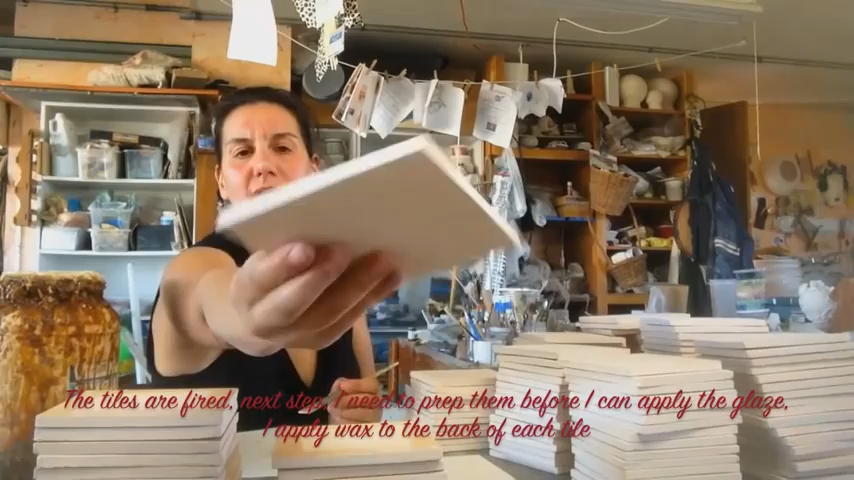 The tiles are fired, next step, I need to prep them before I can apply the glaze,
I apply wax to the back of each tile